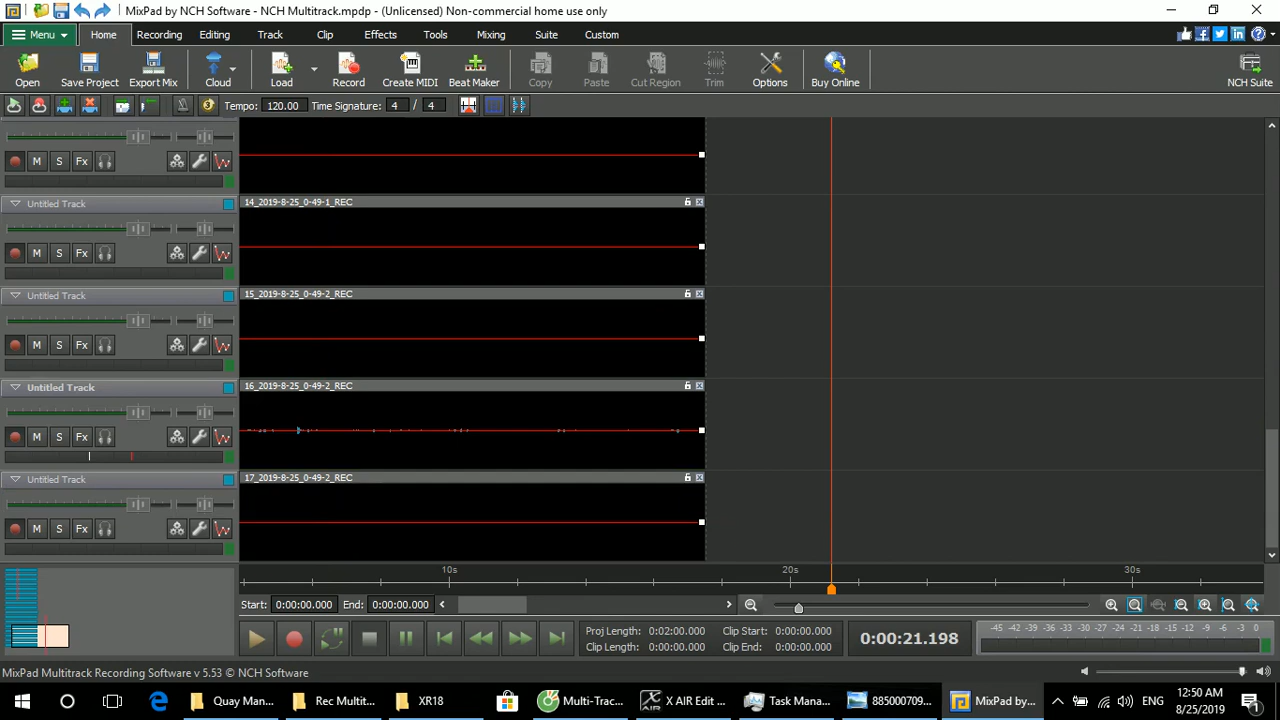 MixPad by NCH Software - NCH Multitrack.mpdp - (Unlicensed) Non-commercial home use only
Menu Home Recording Editing Track Clip Effects Tools Mixing Suite Custom
Open Save Project Export Mix Cloud Load Record Create MIDI Beat Maker Copy Paste Cut Region Trim Options Buy Online NCH Suite
Tempo: 120.00 Time Signature: 4 / 4
M S Fx
Untitled Track 14_2019-8-25_0-49-1_REC
M S Fx
Untitled Track 15_2019-8-25_0-49-2_REC
M S Fx
Untitled Track 16_2019-8-25_0-49-2_REC
M S Fx
Untitled Track 17_2019-8-25_0-49-2_REC
M S Fx
10s 20s 30s
Start: 0:00:00.000 End: 0:00:00.000
Proj Length: 0:02:00.000 Clip Start: 0:00:00.000
Clip Length: 0:00:00.000 Clip End: 0:00:00.000
0:00:21.198
-45 -42 -39 -36 -33 -30 -27 -24 -21 -18 -15 -12 -9 -6 -3 0
MixPad Multitrack Recording Software v 5.53 © NCH Software
Quay Man... Rec Multit... XR18 Multi-Trac... X AIR Edit ... Task Mana... 885000709... MixPad by... ENG 12:50 AM
8/25/2019